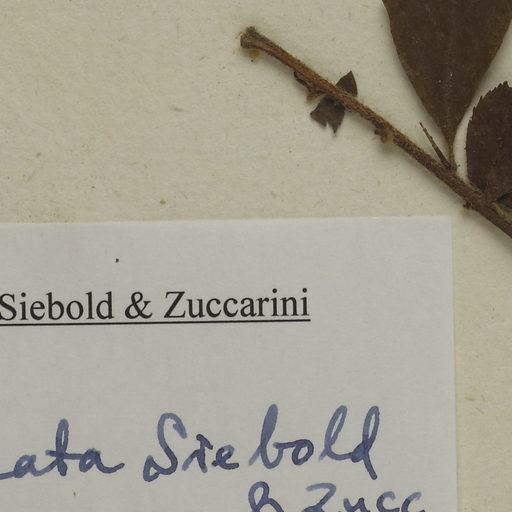 Siebold & Zuccarini
ata Siebold
& Zucc